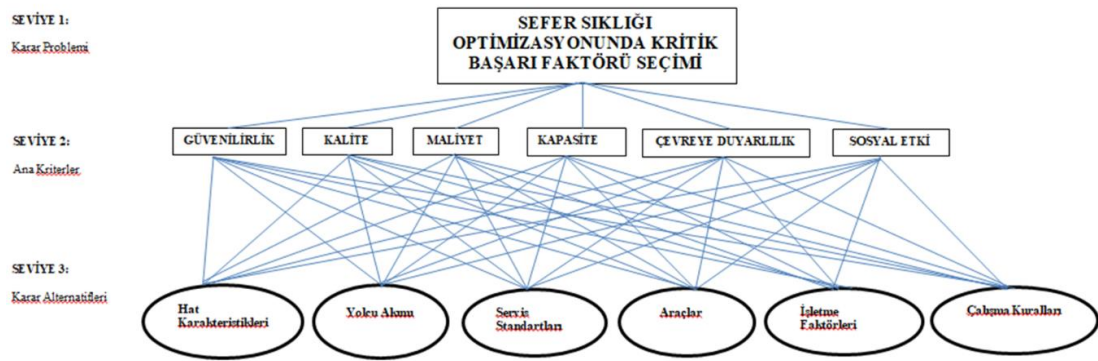 SEVİYE 1:
Karar Problemi
SEFER SIKLIĞI
OPTİMİZASYONUNDA KRİTİK
BAŞARI FAKTÖRÜ SEÇİMİ
SEVİYE 2:
Ana Kriterler
GÜVENİLİRLİK
KALİTE
MALİYET
KAPASİTE
ÇEVREYE DUYARLILIK
SOSYAL ETKİ
SEVİYE 3:
Karar Alternatifleri
Hat
Karakteristikleri
Yolcu Akımı
Servis
Standartları
Araçlar
İşletme
Faktörleri
Çalışma Kuralları